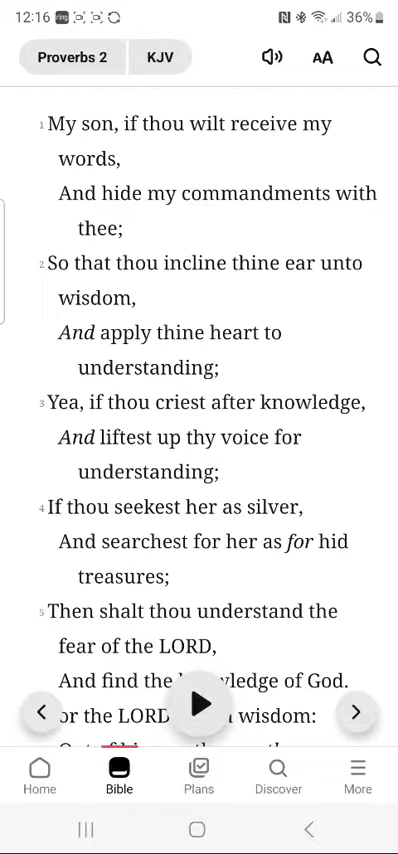 12:16 ring 36%
Proverbs 2 KJV AA
1 My son, if thou wilt receive my
words,
And hide my commandments with
thee;
2 So that thou incline thine ear unto
wisdom,
And apply thine heart to
understanding;
3 Yea, if thou criest after knowledge,
And liftest up thy voice for
understanding;
4 If thou seekest her as silver,
And searchest for her as for hid
treasures;
5 Then shalt thou understand the
fear of the LORD,
And find the ledge of God.
or the LORD wisdom:
Home Bible Plans Discover More